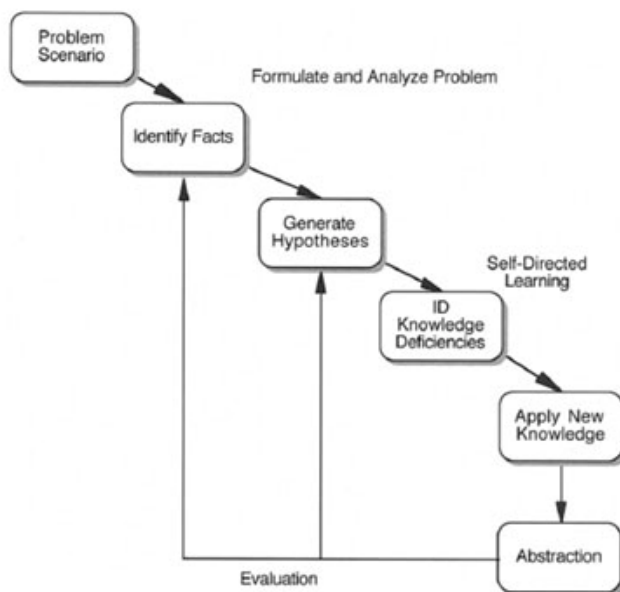 Problem
Scenario
Formulate and Analyze Problem
Identify Facts
Generate
Hypotheses
Self-Directed
Learning
ID
Knowledge
Deficiencies
Apply New
Knowledge
Abstraction
Evaluation